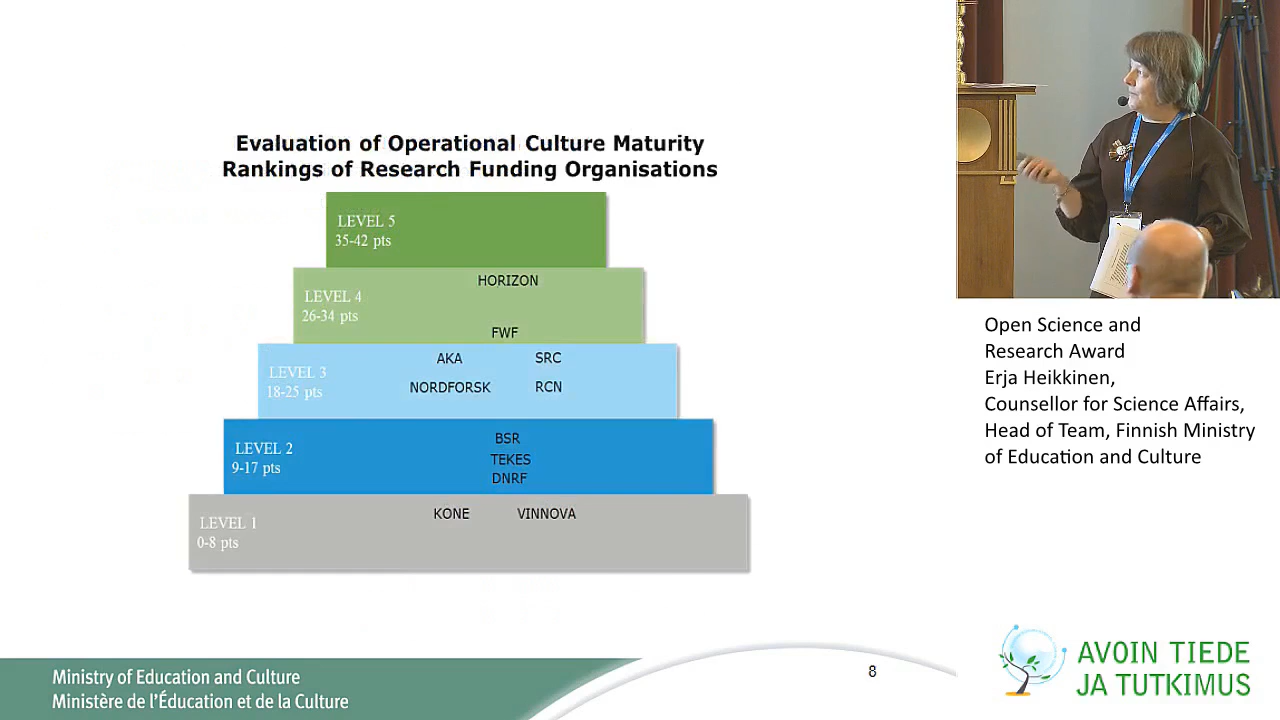 Evaluation of Operational Culture Maturity
Rankings of Research Funding Organisations
LEVEL 5
35-42 pts
LEVEL 4
26-34 pts
HORIZON
FWF
LEVEL 3
18-25 pts
AKA SRC
NORDFORSK RCN
LEVEL 2
9-17 pts
BSR
TEKES
DNRF
LEVEL 1
0-8 pts
KONE VINNOVA
Ministry of Education and Culture
Ministère de l'Éducation et de la Culture
8
Open Science and
Research Award
Erja Heikkinen,
Counsellor for Science Affairs,
Head of Team, Finnish Ministry
of Education and Culture
AVOIN TIEDE
JA TUTKIMUS